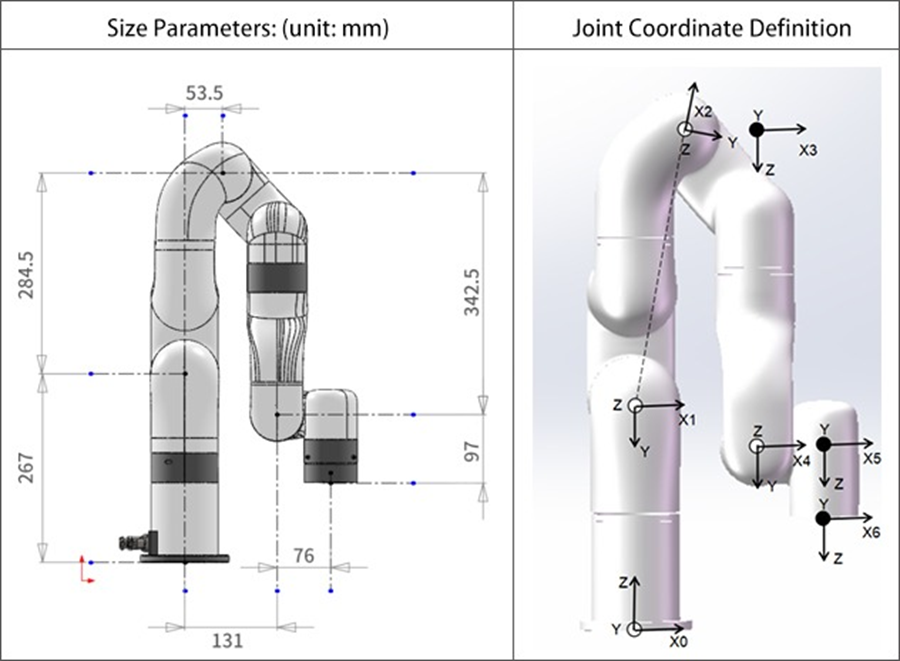 Size Parameters: (unit: mm)
Joint Coordinate Definition
53.5
284.5
267
342.5
97
76
131
X2
Y
Z
Y
X3
Z
Z
X1
Y
Z
X4
Y
Y
X5
Z
Y
X6
Z
Z
Y
X0